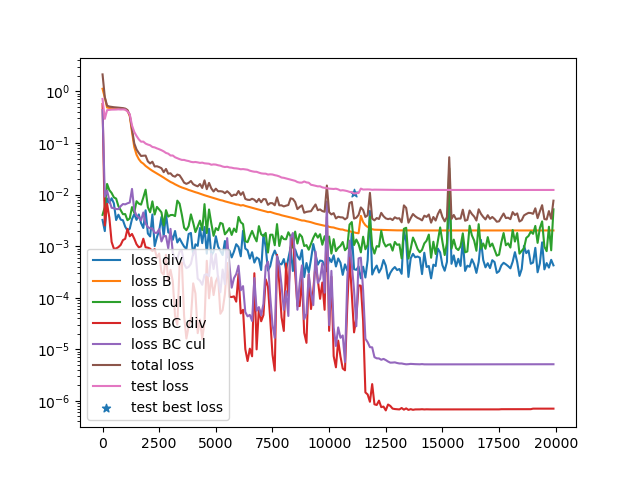 10⁰
10⁻¹
10⁻²
10⁻³
10⁻⁴
10⁻⁵
10⁻⁶
loss div
loss B
loss cul
loss BC div
loss BC cul
total loss
test loss
test best loss
0 2500 5000 7500 10000 12500 15000 17500 20000